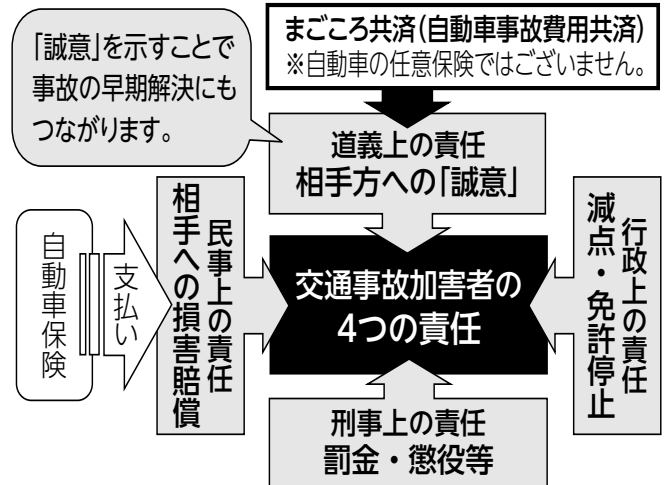 まごころ共済(自動車事故費用共済)
※自動車の任意保険ではございません。
「誠意」を示すことで
事故の早期解決にも
つながります。
道義上の責任
相手方への「誠意」
自動車保険
支払い
民事上の責任
相手への損害賠償
交通事故加害者の
4つの責任
行政上の責任
減点・免許停止
刑事上の責任
罰金・懲役等